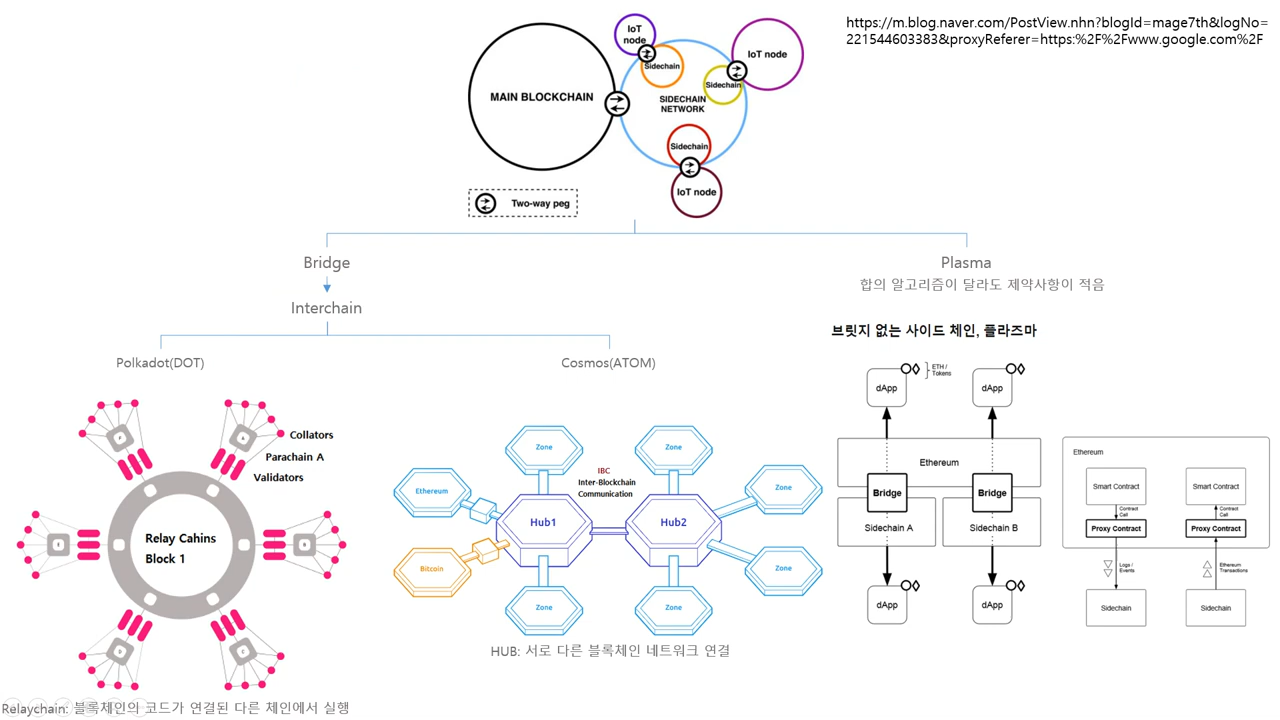 https://m.blog.naver.com/PostView.nhn?blogId=mage7th&logNo=
221544603383&proxyReferer=https:%2F%2Fwww.google.com%2F
IoT
node
Sidechain
IoT node
Sidechain
MAIN BLOCKCHAIN
SIDECHAIN
NETWORK
Sidechain
IoT node
Two-way peg
Bridge
Interchain
Plasma
합의 알고리즘이 달라도 제약사항이 적음
Polkadot(DOT)
Cosmos(ATOM)
Collators
Parachain A
Validators
Relay Cahins
Block 1
Relaychain: 블록체인의 코드가 연결된 다른 체인에서 실행
Zone
Zone
Ethereum
IBC
Inter-Blockchain
Communication
Zone
Hub1
Hub2
Bitcoin
Zone
Zone
Zone
HUB: 서로 다른 블록체인 네트워크 연결
브릿지 없는 사이드 체인, 플라즈마
ETH /
Tokens
dApp
dApp
Ethereum
Bridge
Bridge
Sidechain A
Sidechain B
dApp
dApp
Ethereum
Smart Contract
Smart Contract
Contract
Call
Contract
Call
Proxy Contract
Proxy Contract
Logs /
Events
Ethereum
Transactions
Sidechain
Sidechain